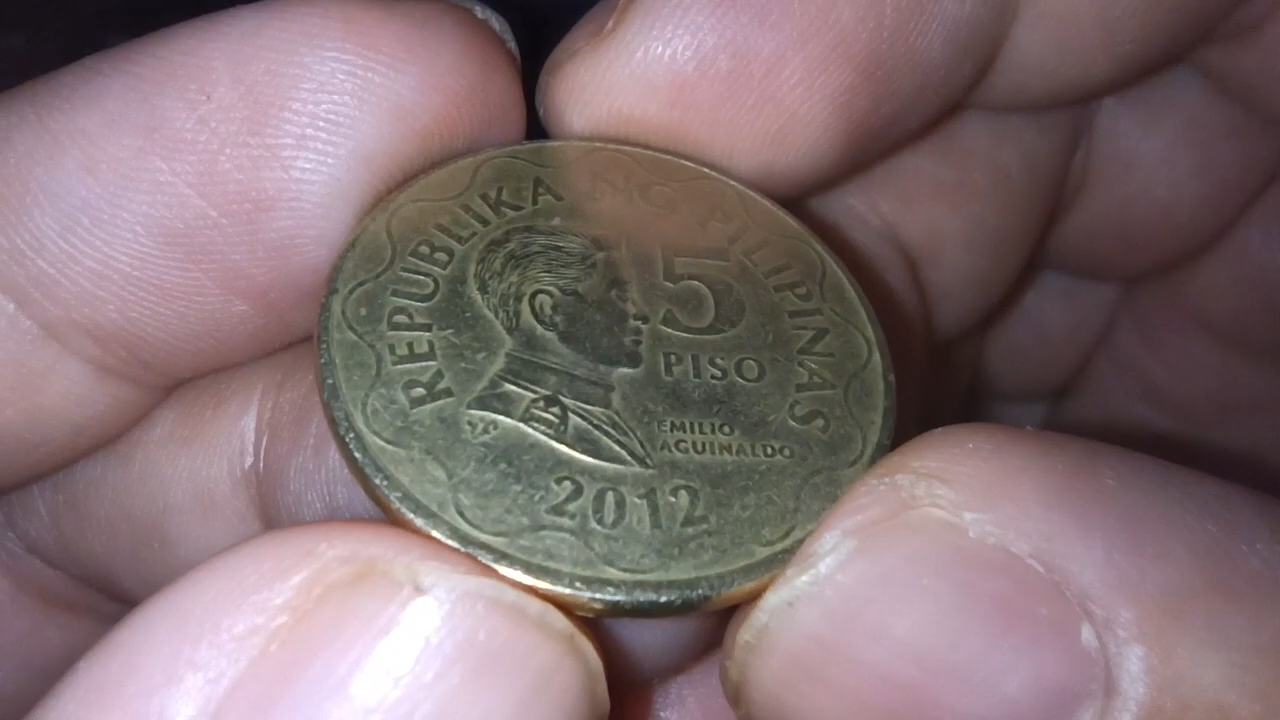 REPUBLIKA NG PILIPINAS
5
PISO
EMILIO
AGUINALDO
2012